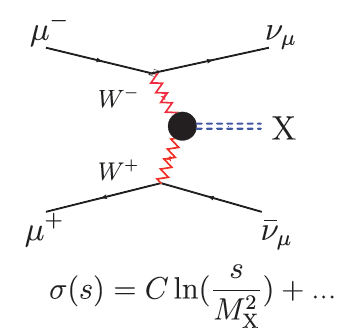 μ⁻ ν_μ
W⁻
X
W⁺
μ⁺ ν̄_μ
σ(s) = C ln(s/M_X²) + ...